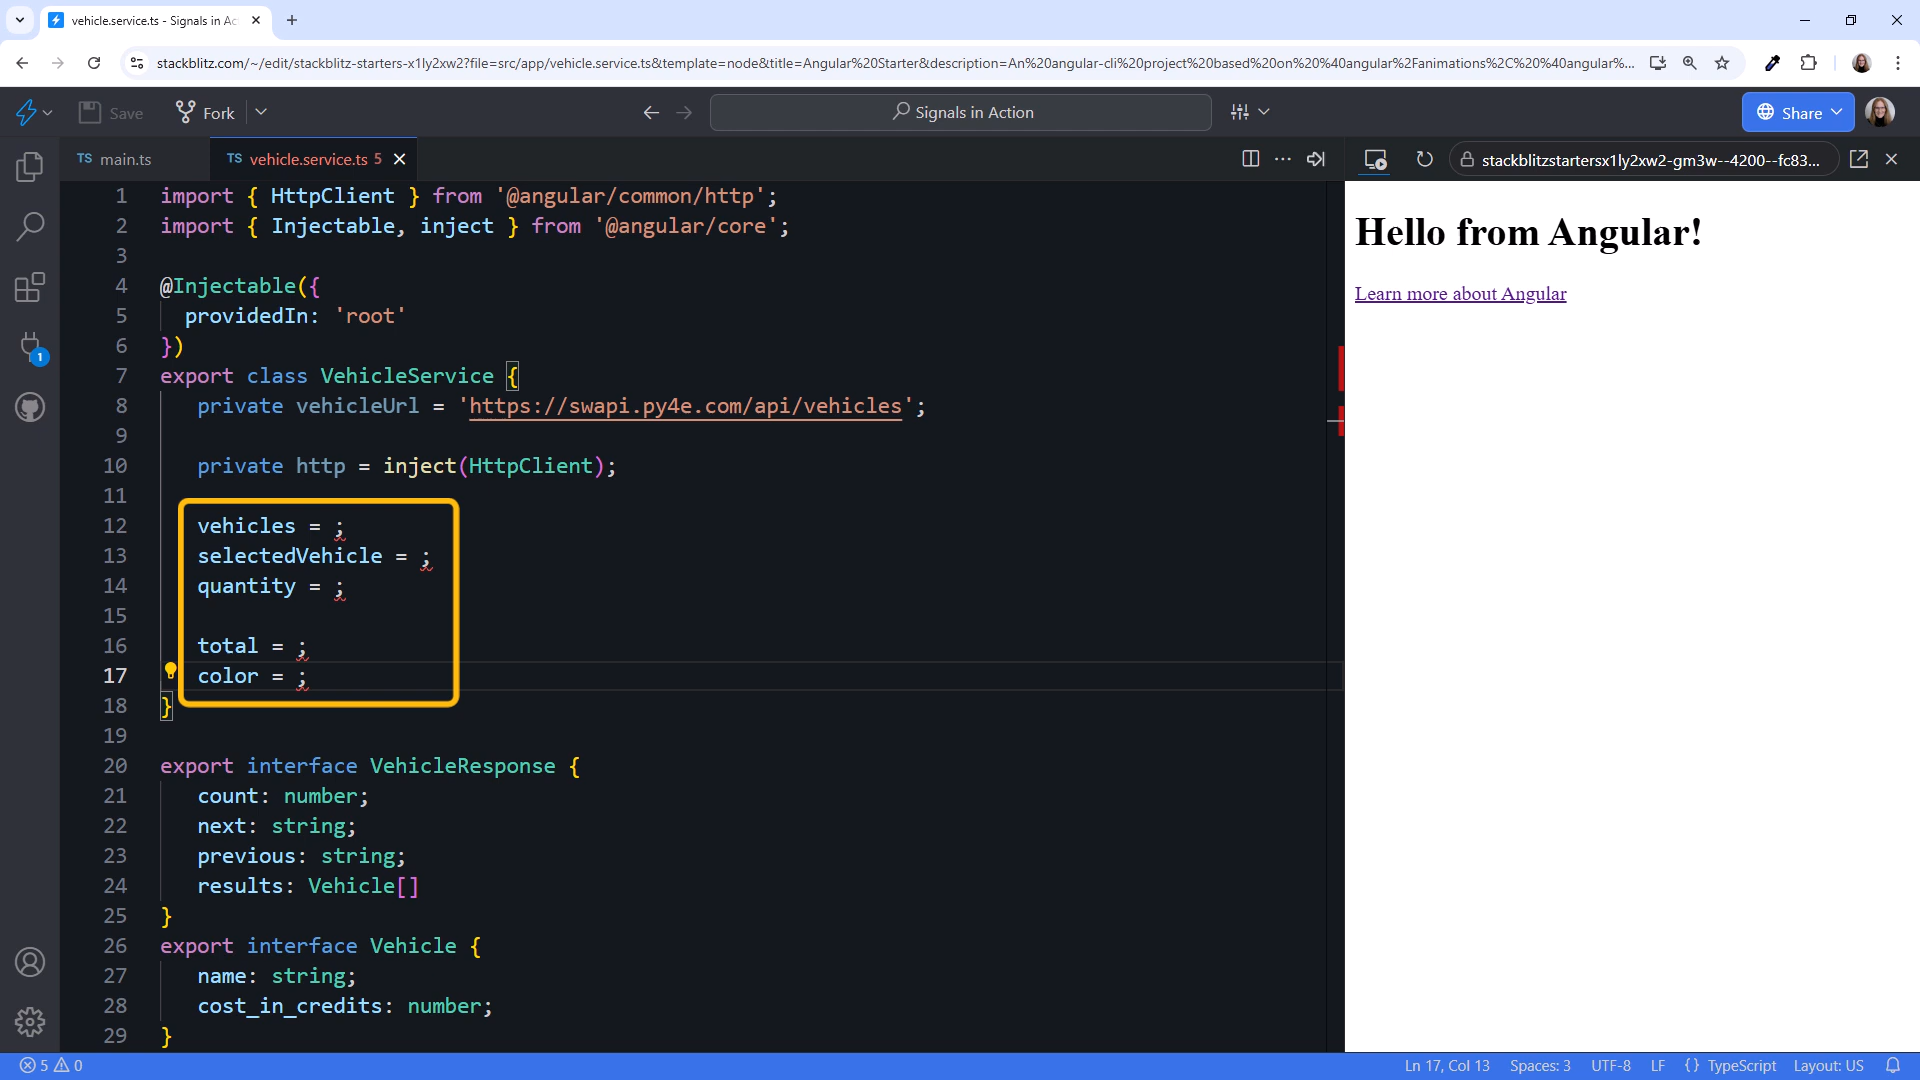 vehicle.service.ts - Signals in Ac
stackblitz.com/~/edit/stackblitz-starters-x1ly2xw2?file=src/app/vehicle.service.ts&template=node&title=Angular%20Starter&description=An%20angular-cli%20project%20based%20on%20%40angular%2Fanimations%2C%20%40angular%...
Save
Fork
Signals in Action
Share
TS main.ts
TS vehicle.service.ts 5
stackblitzstartersx1ly2xw2-gm3w--4200--fc83...
1 import { HttpClient } from '@angular/common/http';
2 import { Injectable, inject } from '@angular/core';
3
4 @Injectable({
5 providedIn: 'root'
6 })
7 export class VehicleService {
8 private vehicleUrl = 'https://swapi.py4e.com/api/vehicles';
9
10 private http = inject(HttpClient);
11
12 vehicles = ;
13 selectedVehicle = ;
14 quantity = ;
15
16 total = ;
17 color = ;
18 }
19
20 export interface VehicleResponse {
21 count: number;
22 next: string;
23 previous: string;
24 results: Vehicle[]
25 }
26 export interface Vehicle {
27 name: string;
28 cost_in_credits: number;
29 }
1
Hello from Angular!
Learn more about Angular
5 0
Ln 17, Col 13
Spaces: 3
UTF-8
LF
{} TypeScript
Layout: US